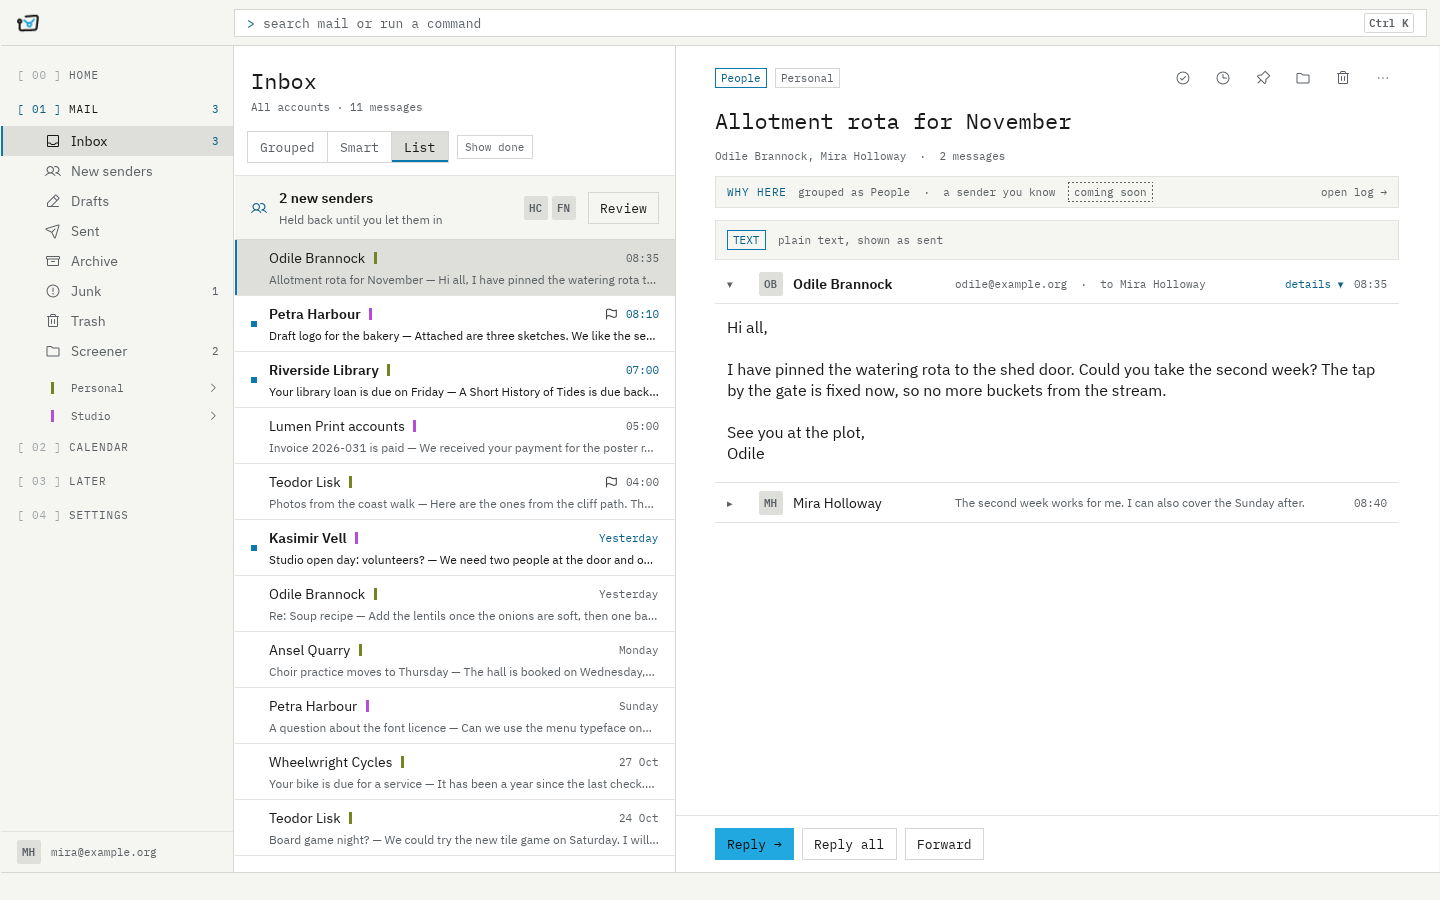 > search mail or run a command
Ctrl K
[ 00 ] HOME
[ 01 ] MAIL 3
Inbox 3
New senders
Drafts
Sent
Archive
Junk 1
Trash
Screener 2
Personal
Studio
[ 02 ] CALENDAR
[ 03 ] LATER
[ 04 ] SETTINGS
MH mira@example.org
Inbox
All accounts · 11 messages
Grouped Smart List Show done
2 new senders
Held back until you let them in
HC FN Review
Odile Brannock 08:35
Allotment rota for November — Hi all, I have pinned the watering rota t...
Petra Harbour 08:10
Draft logo for the bakery — Attached are three sketches. We like the se...
Riverside Library 07:00
Your library loan is due on Friday — A Short History of Tides is due back...
Lumen Print accounts 05:00
Invoice 2026-031 is paid — We received your payment for the poster r...
Teodor Lisk 04:00
Photos from the coast walk — Here are the ones from the cliff path. Th...
Kasimir Vell Yesterday
Studio open day: volunteers? — We need two people at the door and o...
Odile Brannock Yesterday
Re: Soup recipe — Add the lentils once the onions are soft, then one ba...
Ansel Quarry Monday
Choir practice moves to Thursday — The hall is booked on Wednesday,...
Petra Harbour Sunday
A question about the font licence — Can we use the menu typeface on...
Wheelwright Cycles 27 Oct
Your bike is due for a service — It has been a year since the last check....
Teodor Lisk 24 Oct
Board game night? — We could try the new tile game on Saturday. I will...
People Personal
Allotment rota for November
Odile Brannock, Mira Holloway · 2 messages
WHY HERE grouped as People · a sender you know coming soon open log →
TEXT plain text, shown as sent
▾ OB Odile Brannock odile@example.org · to Mira Holloway details ▾ 08:35
Hi all,
I have pinned the watering rota to the shed door. Could you take the second week? The tap
by the gate is fixed now, so no more buckets from the stream.
See you at the plot,
Odile
▸ MH Mira Holloway The second week works for me. I can also cover the Sunday after. 08:40
Reply → Reply all Forward